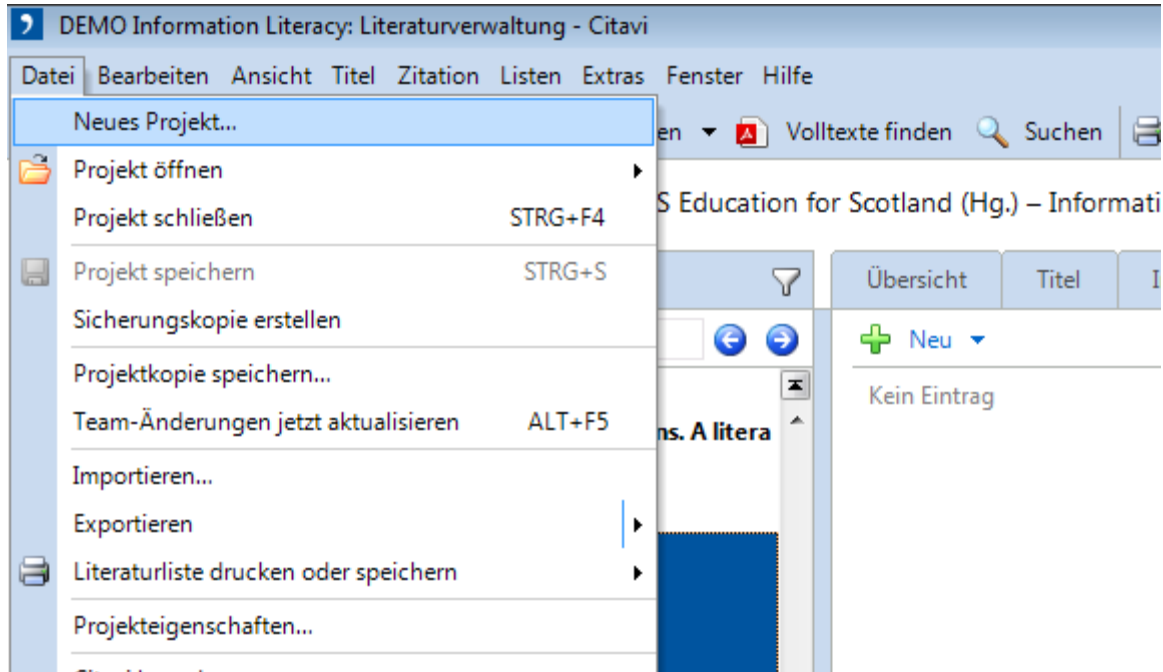 DEMO Information Literacy: Literaturverwaltung - Citavi
Datei Bearbeiten Ansicht Titel Zitation Listen Extras Fenster Hilfe
Neues Projekt...
en Volltexte finden Suchen
Projekt öffnen
S Education for Scotland (Hg.) – Informati
Projekt schließen STRG+F4
Projekt speichern STRG+S
Übersicht Titel I
Sicherungskopie erstellen
Neu
Projektkopie speichern...
Kein Eintrag
Team-Änderungen jetzt aktualisieren ALT+F5
ns. A litera
Importieren...
Exportieren
Literaturliste drucken oder speichern
Projekteigenschaften...